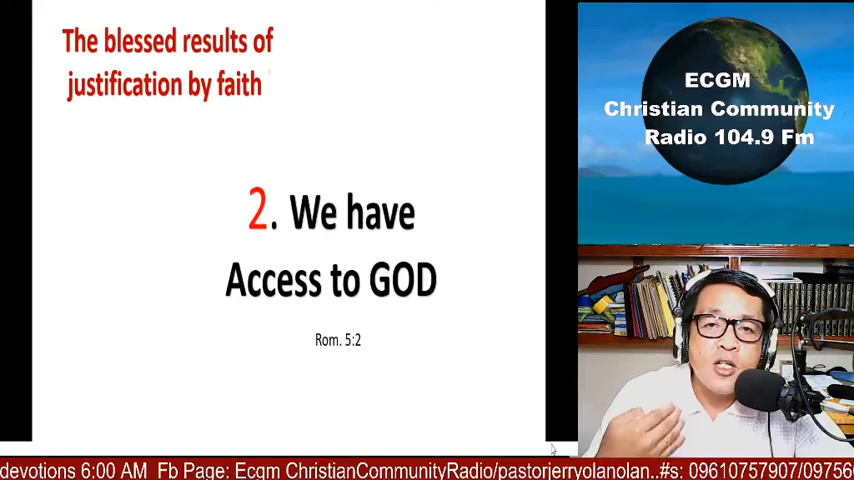 The blessed results of
justification by faith
2. We have
Access to GOD
Rom. 5:2
ECGM
Christian Community
Radio 104.9 Fm
devotions 6:00 AM Fb Page: Ecgm ChristianCommunityRadio/pastorjerryolanolan..#s: 09610757907/097560